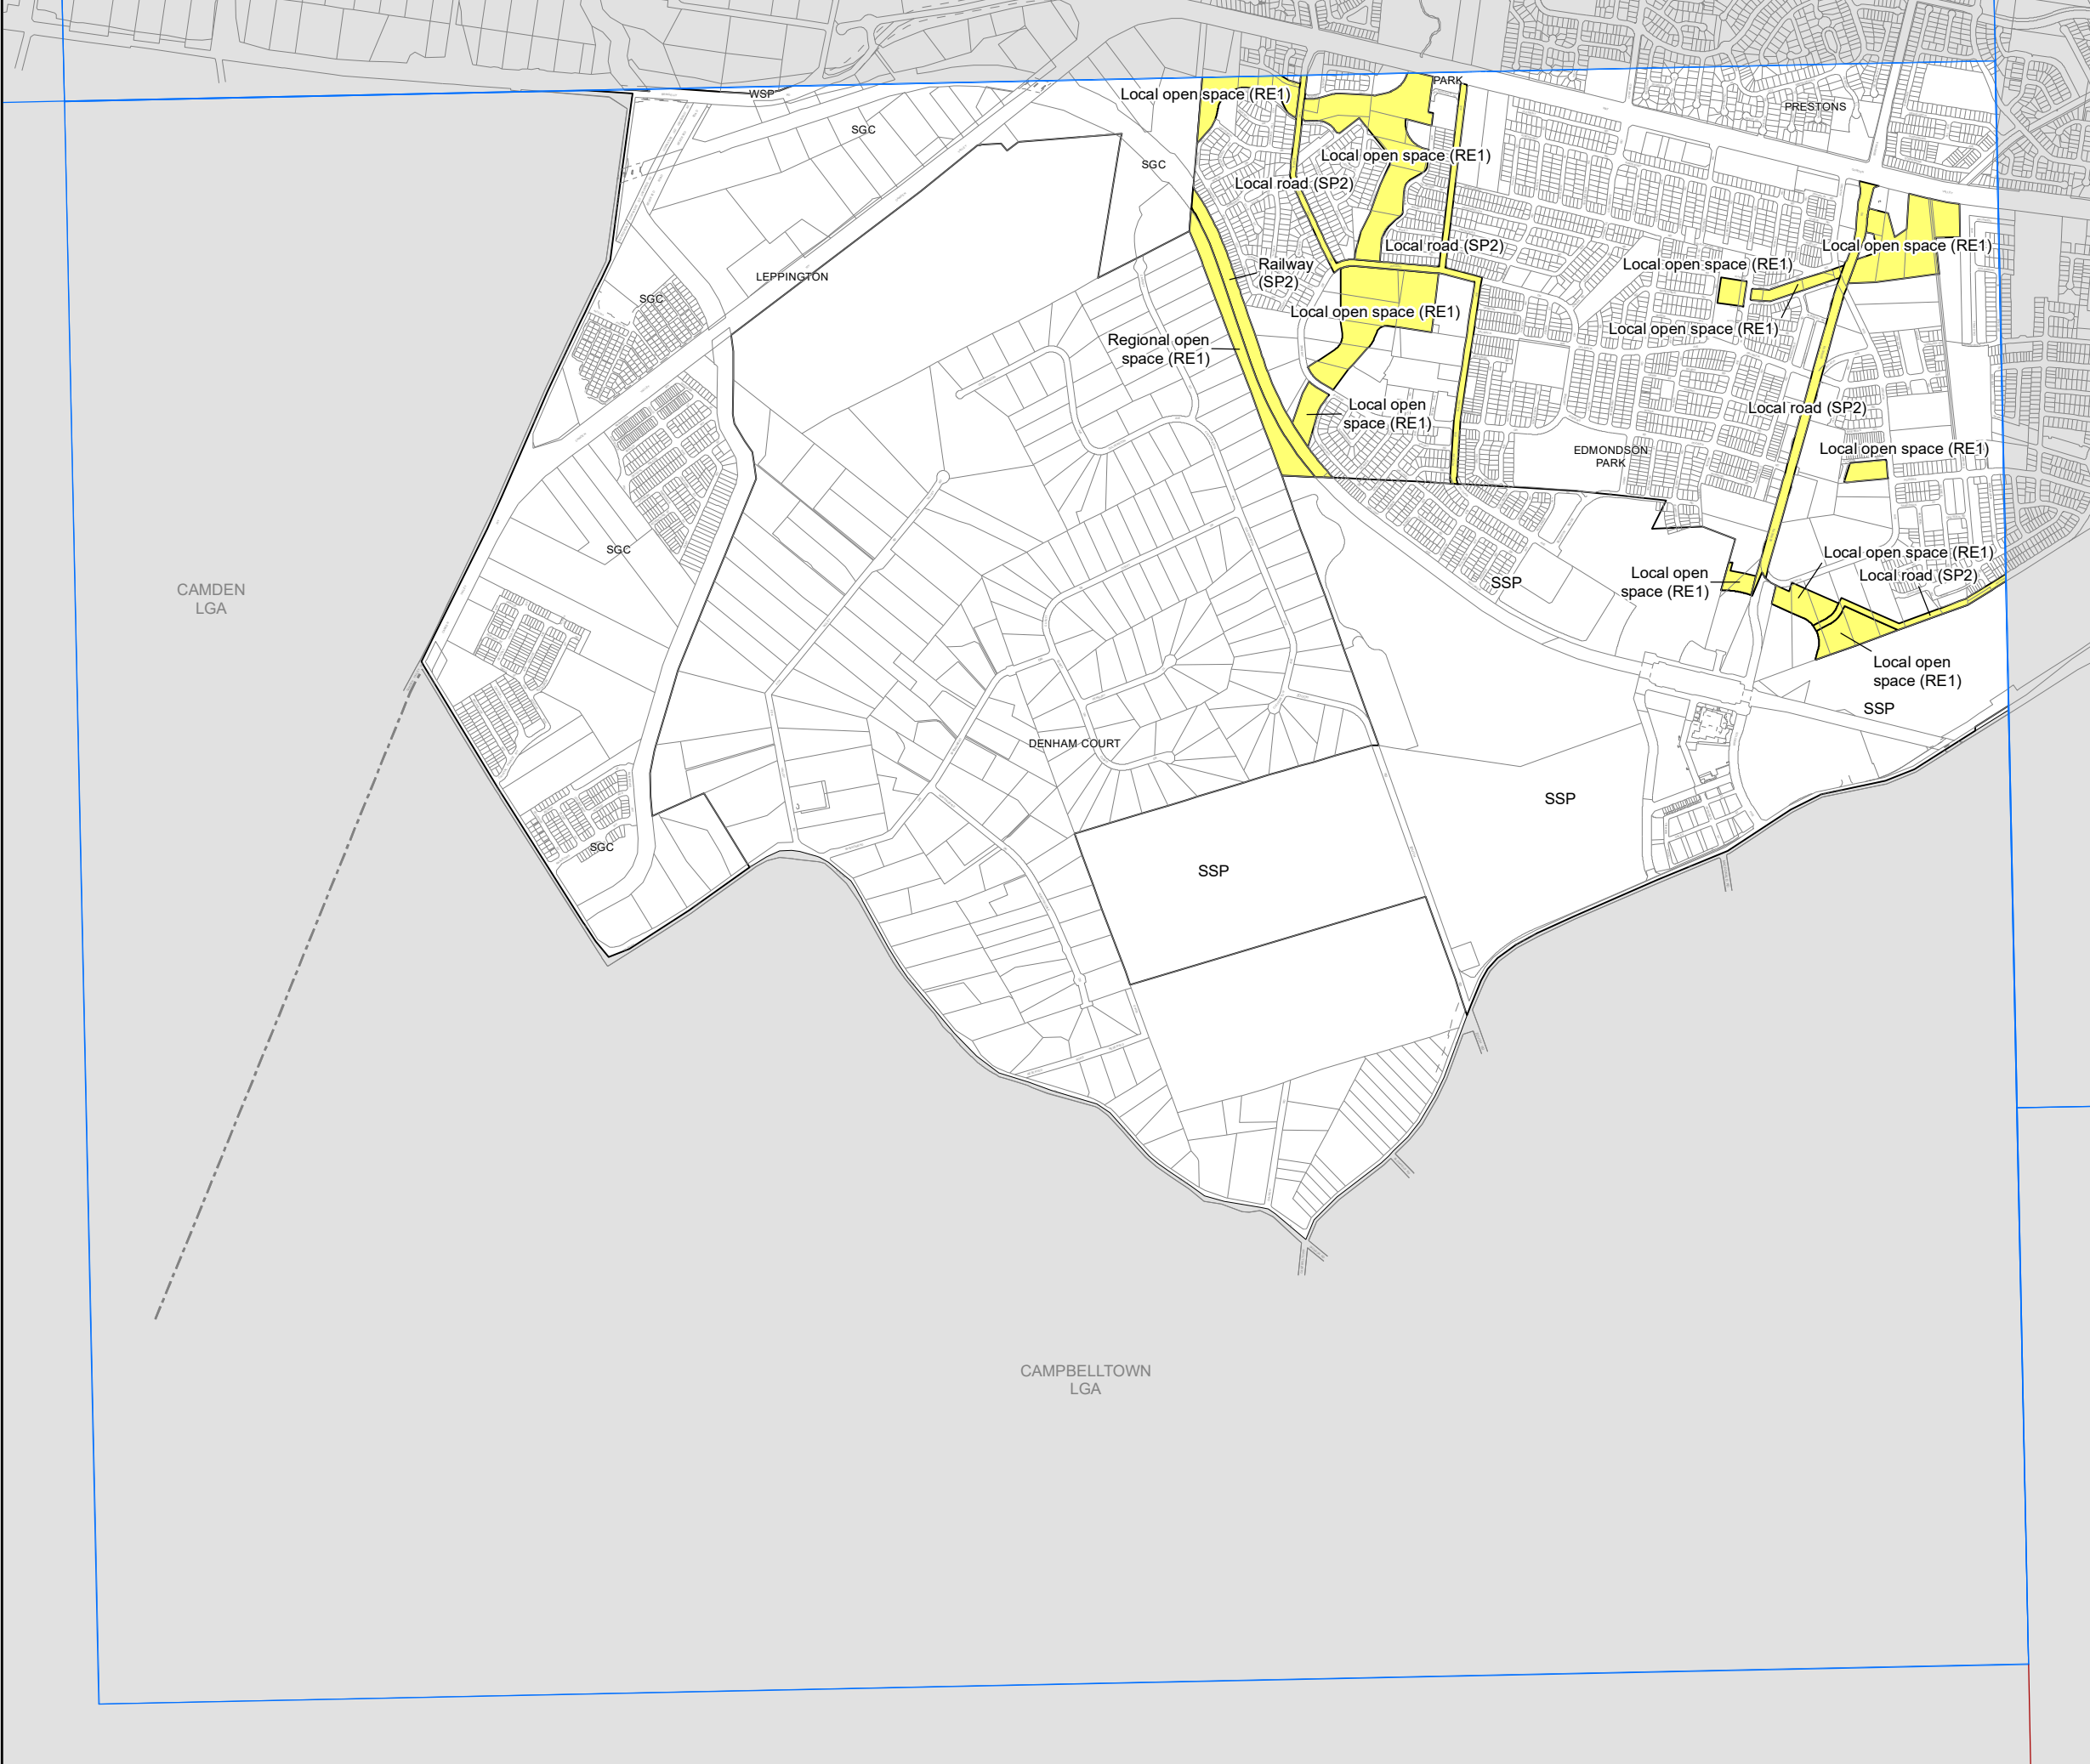 WSP
PARK
Local open space (RE1)
PRESTONS
SGC
Local open space (RE1)
SGC
Local road (SP2)
Local road (SP2)
Local open space (RE1)
Railway
(SP2)
Local open space (RE1)
LEPPINGTON
SGC
Local open space (RE1)
Local open space (RE1)
Regional open
space (RE1)
Local open
space (RE1)
Local road (SP2)
Local open space (RE1)
EDMONDSON
PARK
SGC
Local open space (RE1)
Local road (SP2)
Local open
space (RE1)
SSP
CAMDEN
LGA
Local open
space (RE1)
SSP
DENHAM COURT
SSP
SGC
SSP
CAMPBELLTOWN
LGA